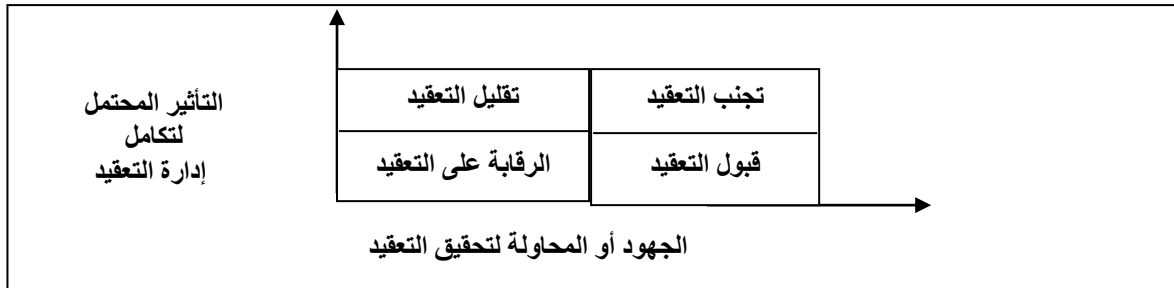 التأثير المحتمل
لتكامل
إدارة التعقيد
تجنب التعقيد
تقليل التعقيد
قبول التعقيد
الرقابة على التعقيد
الجهود أو المحاولة لتحقيق التعقيد